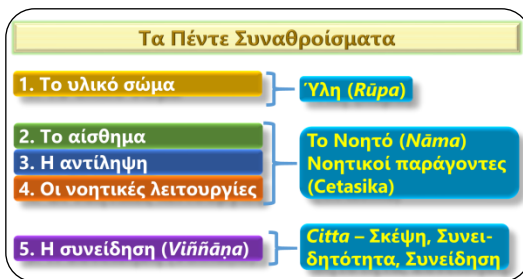 Τα Πέντε Συναθροίσματα
1. Το υλικό σώμα
Ύλη (Rūpa)
2. Το αίσθημα
3. Η αντίληψη
4. Οι νοητικές λειτουργίες
Το Νοητό (Nāma)
Νοητικοί παράγοντες
(Cetasika)
5. Η συνείδηση (Viññāṇa)
Citta – Σκέψη, Συνει-
δητότητα, Συνείδηση